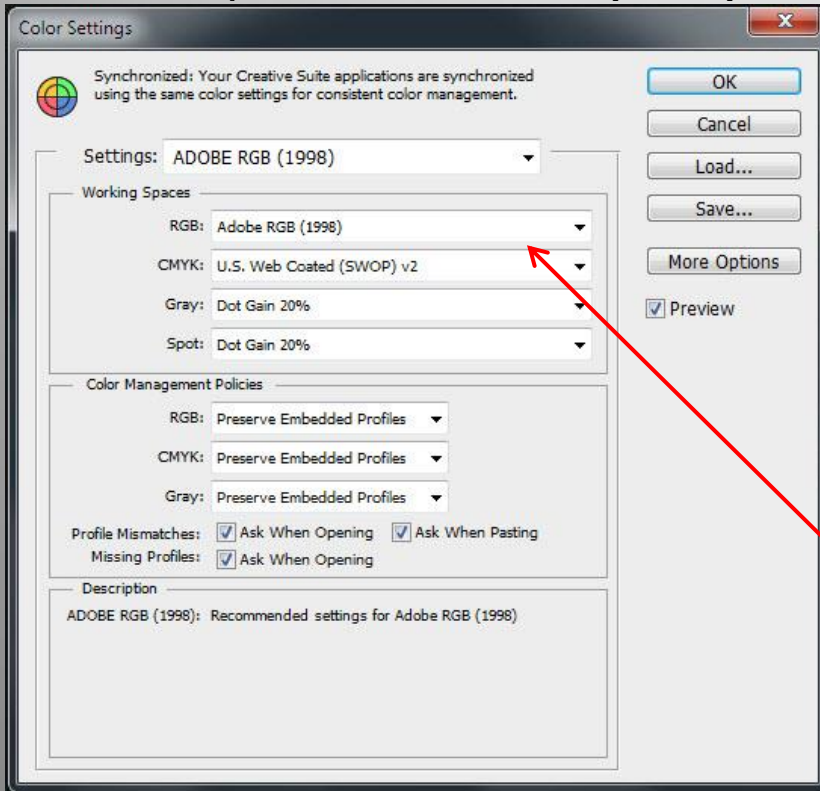 Color Settings
Synchronized: Your Creative Suite applications are synchronized
using the same color settings for consistent color management.
OK
Cancel
Load...
Save...
More Options
Preview
Settings: ADOBE RGB (1998)
Working Spaces
RGB: Adobe RGB (1998)
CMYK: U.S. Web Coated (SWOP) v2
Gray: Dot Gain 20%
Spot: Dot Gain 20%
Color Management Policies
RGB: Preserve Embedded Profiles
CMYK: Preserve Embedded Profiles
Gray: Preserve Embedded Profiles
Profile Mismatches: Ask When Opening Ask When Pasting
Missing Profiles: Ask When Opening
Description
ADOBE RGB (1998): Recommended settings for Adobe RGB (1998)